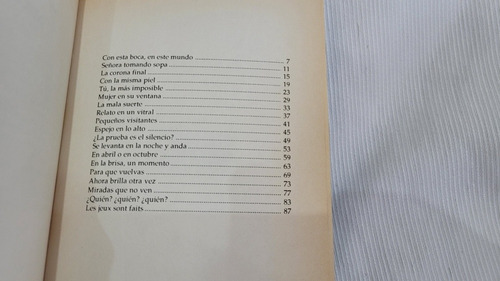 Con esta boca, en este mundo ........ 7
Señora tomando sopa ........ 11
La corona final ........ 15
Con la misma piel ........ 19
Tú, la más imposible ........ 23
Mujer en su ventana ........ 29
La mala suerte ........ 33
Relato en un vitral ........ 37
Pequeños visitantes ........ 41
Espejo en lo alto ........ 45
¿La prueba es el silencio? ........ 49
Se levanta en la noche y anda ........ 53
En abril o en octubre ........ 59
En la brisa, un momento ........ 63
Para que vuelvas ........ 69
Ahora brilla otra vez ........ 73
Miradas que no ven ........ 77
¿Quién? ¿quién? ¿quién? ........ 83
Les jeux sont faits ........ 87